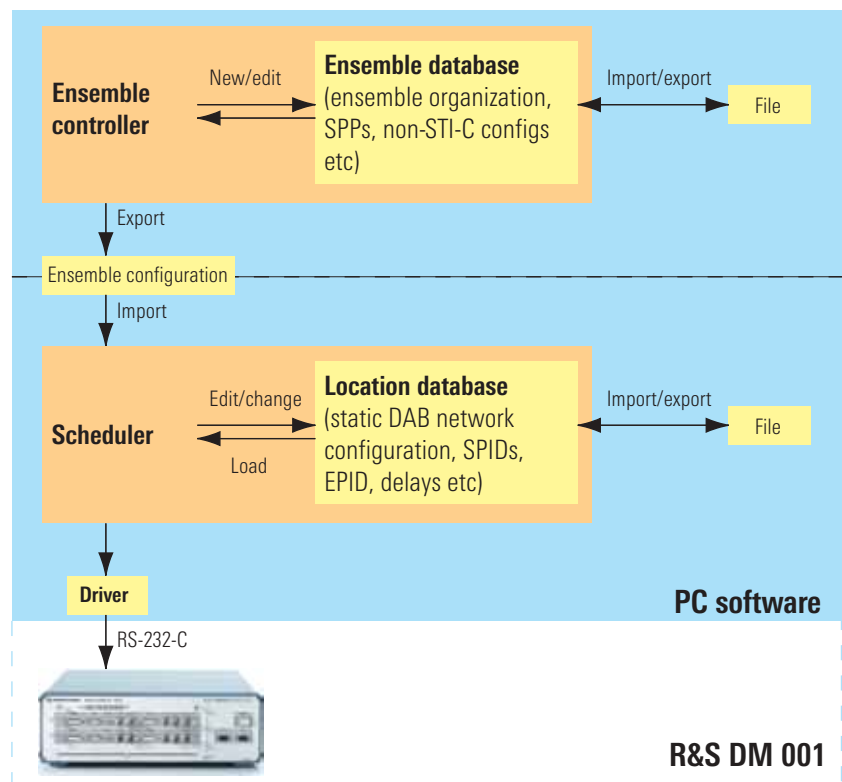 Ensemble
controller
New/edit
Ensemble database
(ensemble organization,
SPPs, non-STI-C configs
etc)
Import/export
File
Export
Ensemble configuration
Import
Scheduler
Edit/change
Load
Location database
(static DAB network
configuration, SPIDs,
EPID, delays etc)
Import/export
File
Driver
PC software
RS-232-C
R&S DM 001